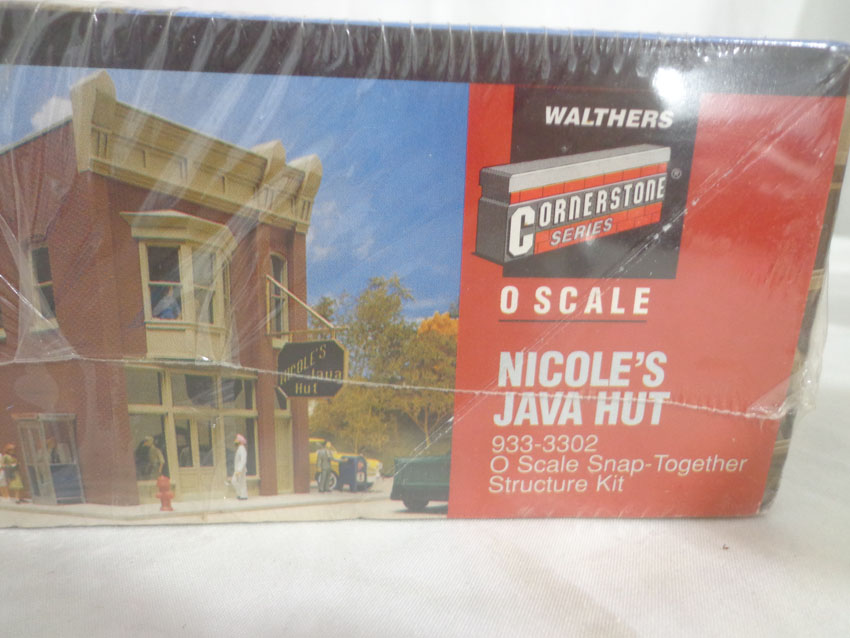 WALTHERS
CORNERSTONE®
SERIES
O SCALE
NICOLE'S
JAVA HUT
933-3302
O Scale Snap-Together
Structure Kit
NICOLE'S
Java
Hut